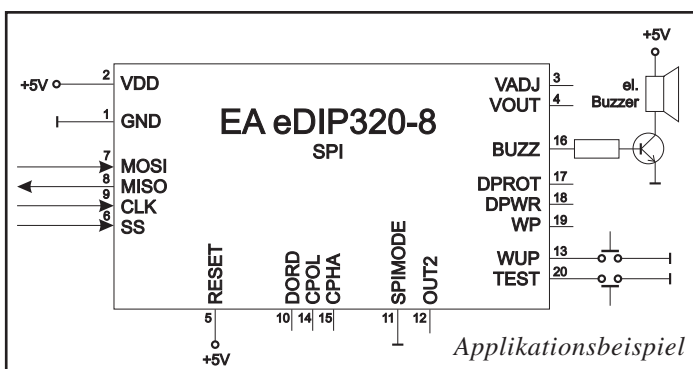 +5V
+5V 2 VDD
VADJ 3
el.
VOUT 4
Buzzer
1 GND
EA eDIP320-8
SPI
BUZZ 16
7 MOSI
8 MISO
9 CLK
6 SS
DPROT 17
DPWR 18
WP 19
WUP 13
TEST 20
RESET
DORD
CPOL
CPHA
SPIMODE
OUT2
5
10
14
15
11
12
+5V
Applikationsbeispiel